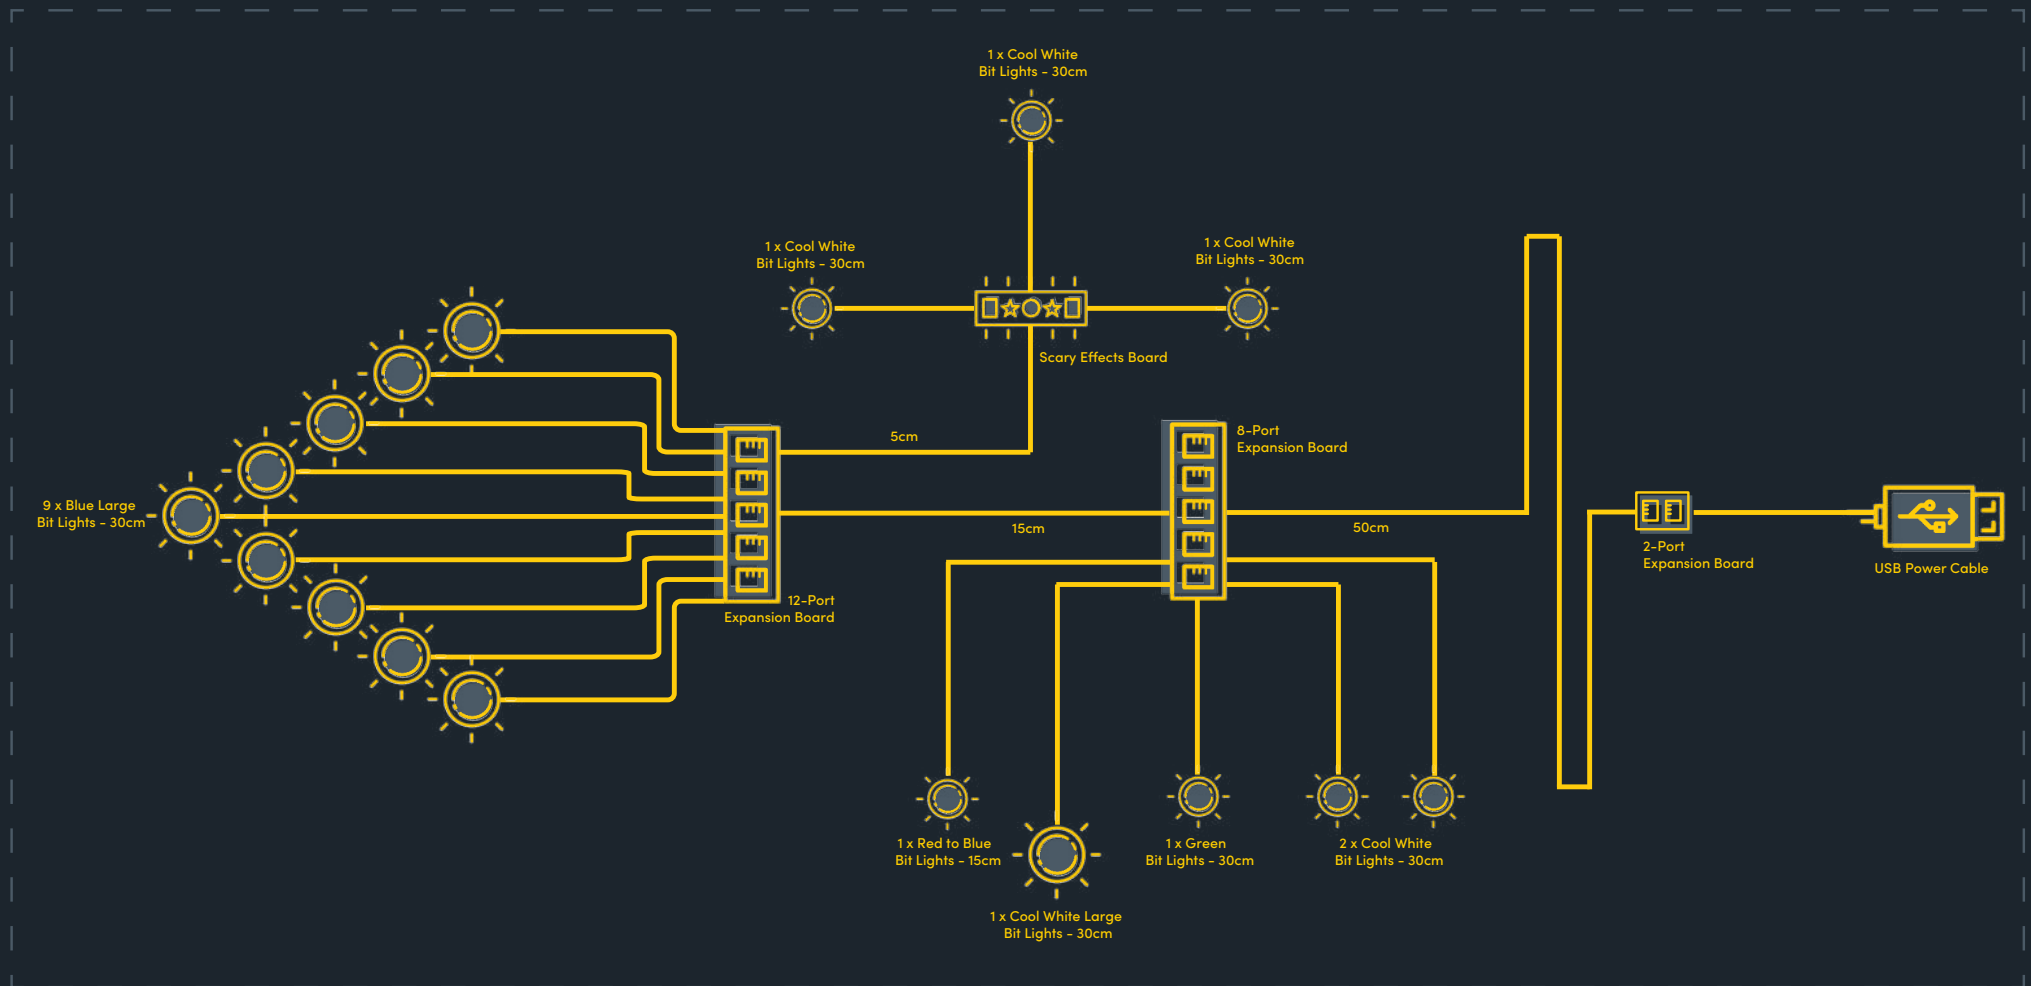 1 x Cool White
Bit Lights - 30cm
1 x Cool White
Bit Lights - 30cm
1 x Cool White
Bit Lights - 30cm
Scary Effects Board
5cm
8-Port
Expansion Board
9 x Blue Large
Bit Lights - 30cm
15cm
50cm
2-Port
Expansion Board
USB Power Cable
12-Port
Expansion Board
1 x Red to Blue
Bit Lights - 15cm
1 x Green
Bit Lights - 30cm
2 x Cool White
Bit Lights - 30cm
1 x Cool White Large
Bit Lights - 30cm